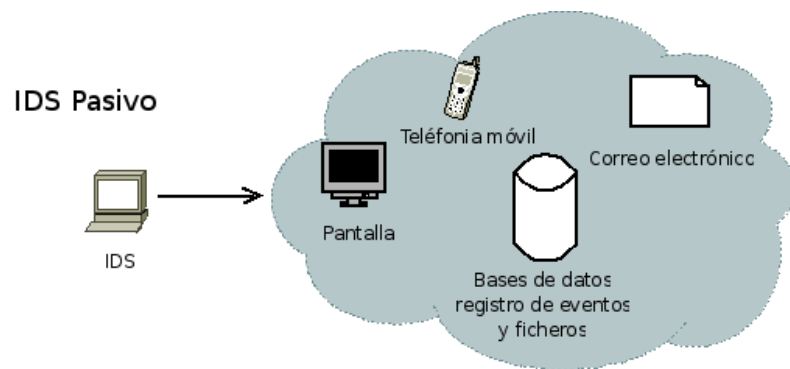 IDS Pasivo
IDS
Teléfonia móvil
Correo electrónico
Pantalla
Bases de datos
registro de eventos
y ficheros